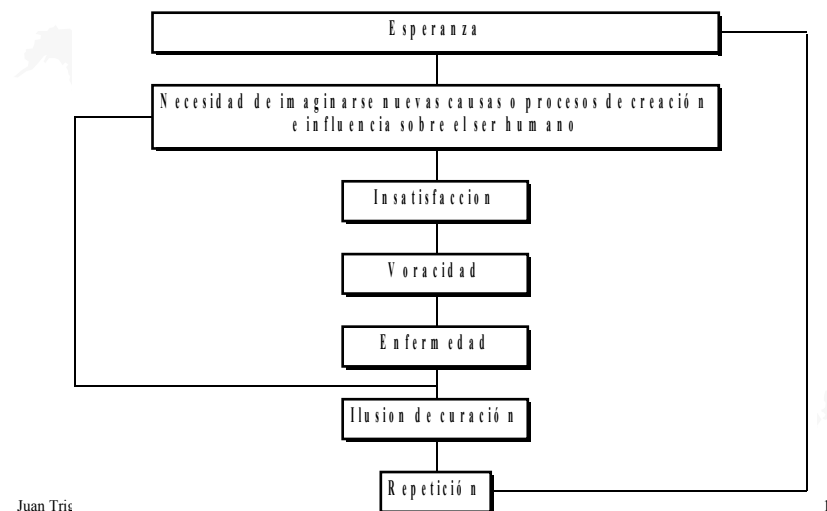 Esperanza
Necesidad de imaginarse nuevas causas o procesos de creación
e influencia sobre el ser humano
Insatisfaccion
Voracidad
Enfermedad
Ilusion de curación
Repetición
Juan Trig
1